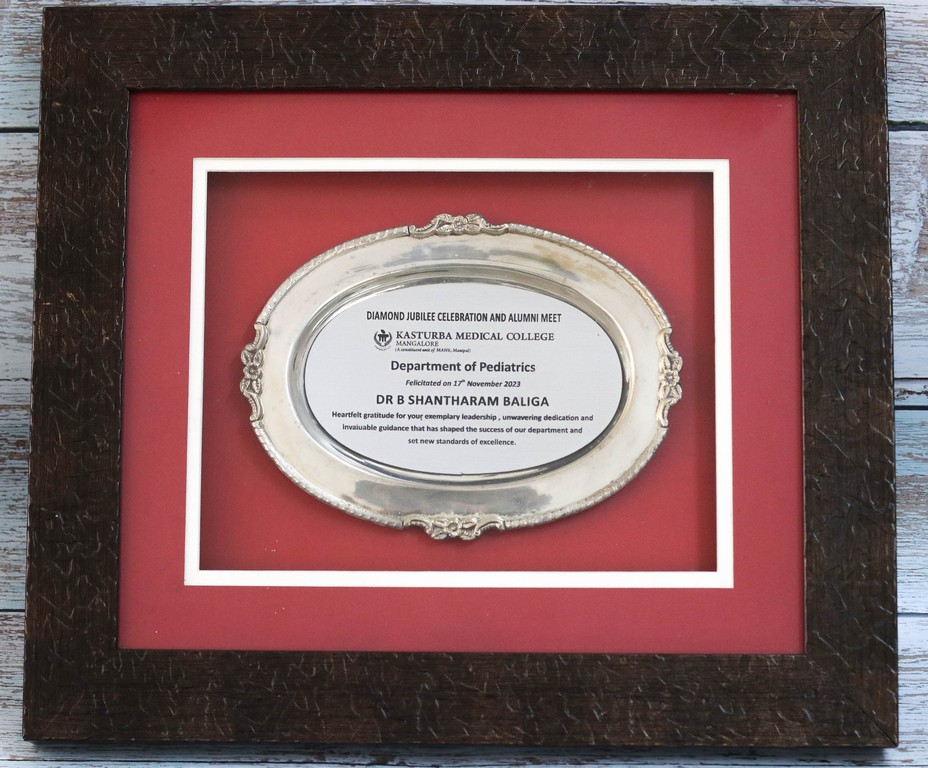 DIAMOND JUBILEE CELEBRATION AND ALUMNI MEET
KASTURBA MEDICAL COLLEGE
MANGALORE
(A constituent unit of MAHE, Manipal)
Department of Pediatrics
Felicitated on 17th November 2023
DR B SHANTHARAM BALIGA
Heartfelt gratitude for your exemplary leadership , unwavering dedication and
invaluable guidance that has shaped the success of our department and
set new standards of excellence.